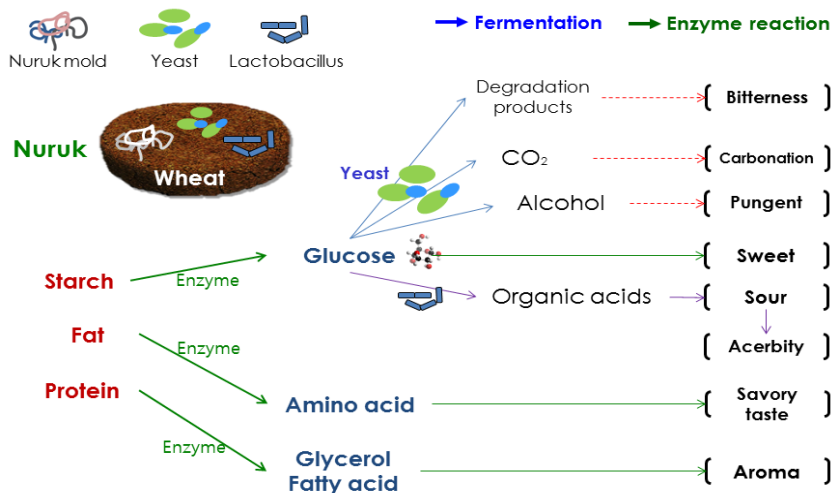 Fermentation
Enzyme reaction
Nuruk mold
Yeast
Lactobacillus
Nuruk
Wheat
Yeast
Degradation
products
Bitterness
CO₂
Carbonation
Alcohol
Pungent
Glucose
Sweet
Starch
Enzyme
Organic acids
Sour
Fat
Enzyme
Acerbity
Protein
Amino acid
Savory
taste
Enzyme
Glycerol
Fatty acid
Aroma